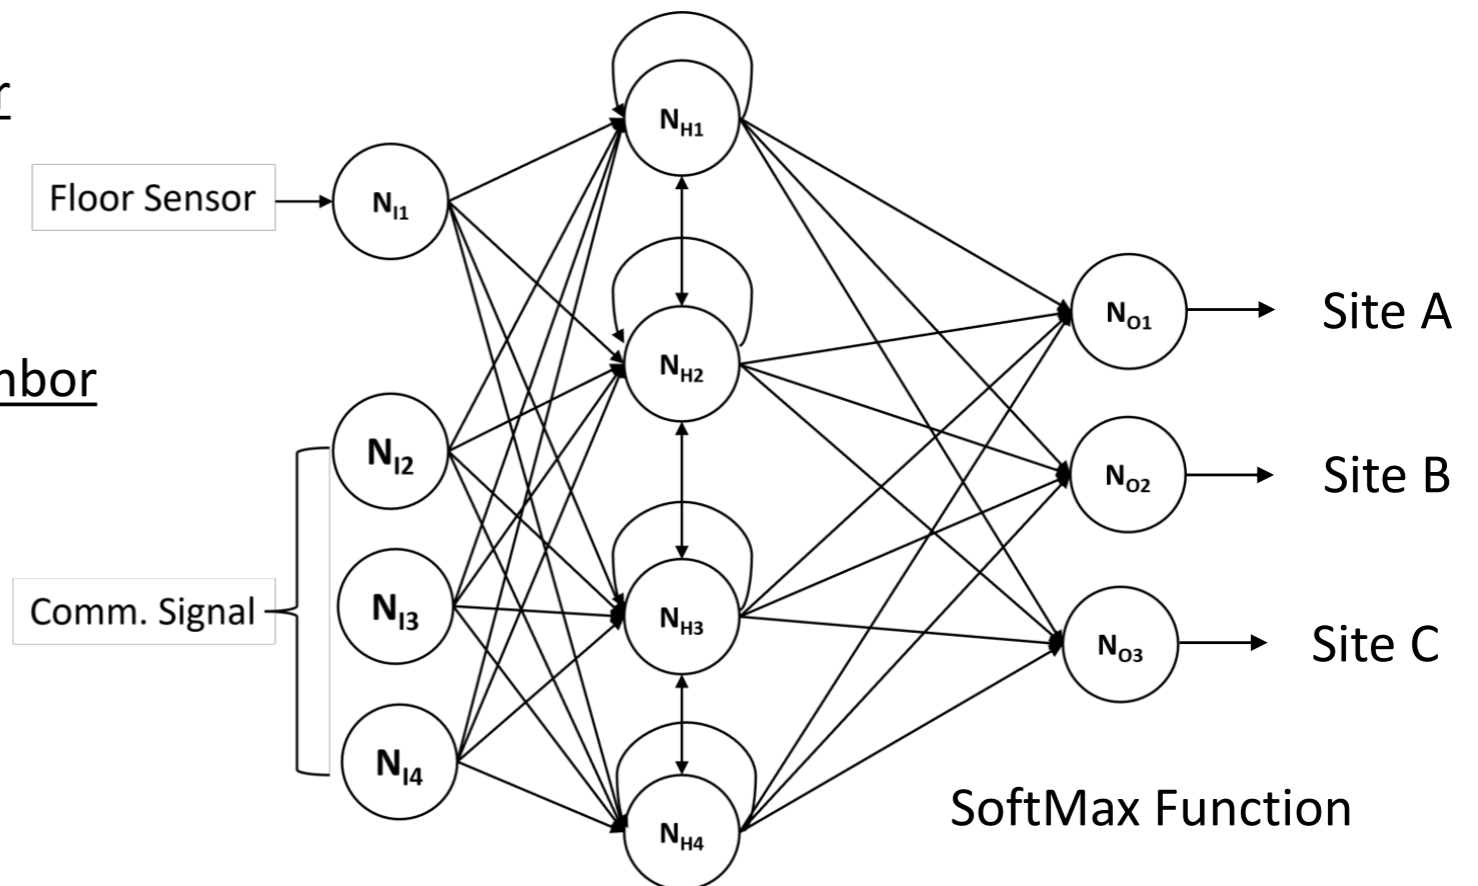 N_H1
Floor Sensor
N_I1
Site A
N_O1
N_H2
N_I2
Site B
N_O2
Comm. Signal
N_I3
N_H3
Site C
N_O3
N_I4
SoftMax Function
N_H4